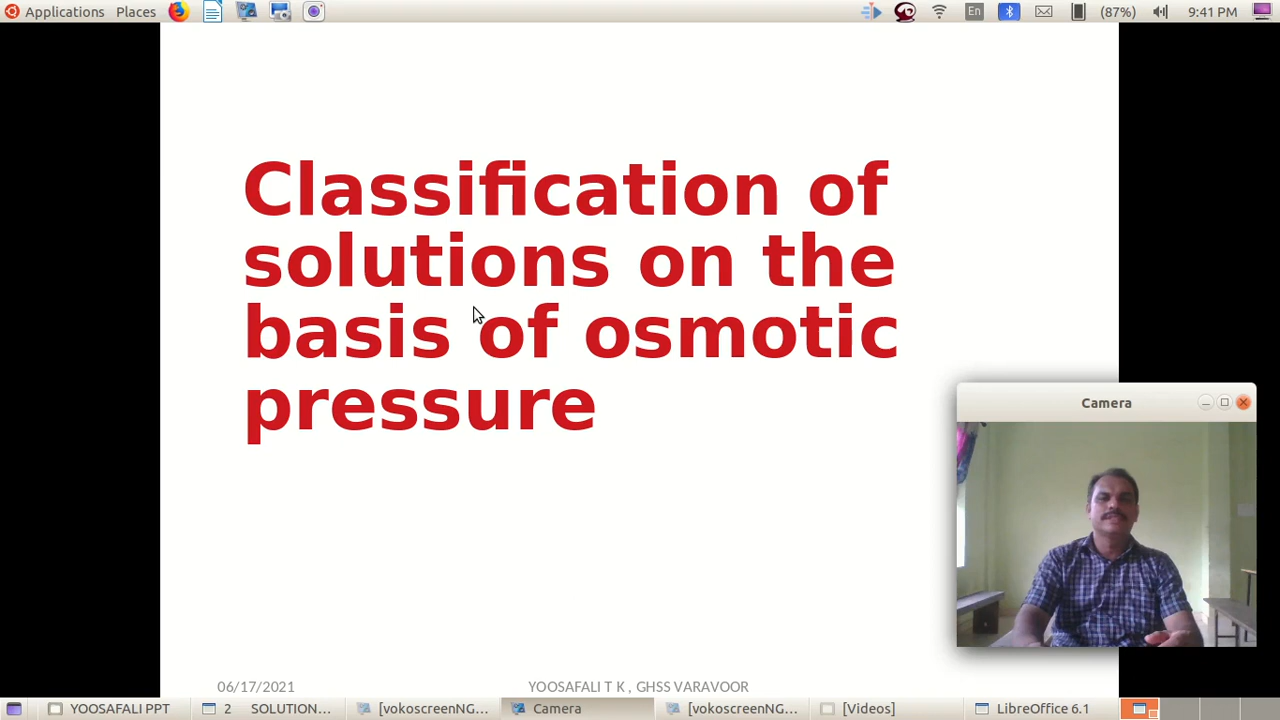 Applications Places En (87%) 9:41 PM
Classification of
solutions on the
basis of osmotic
pressure
Camera
06/17/2021 YOOSAFALI T K , GHSS VARAVOOR
YOOSAFALI PPT 2 SOLUTION... [vokoscreenNG... Camera [vokoscreenNG... [Videos] LibreOffice 6.1